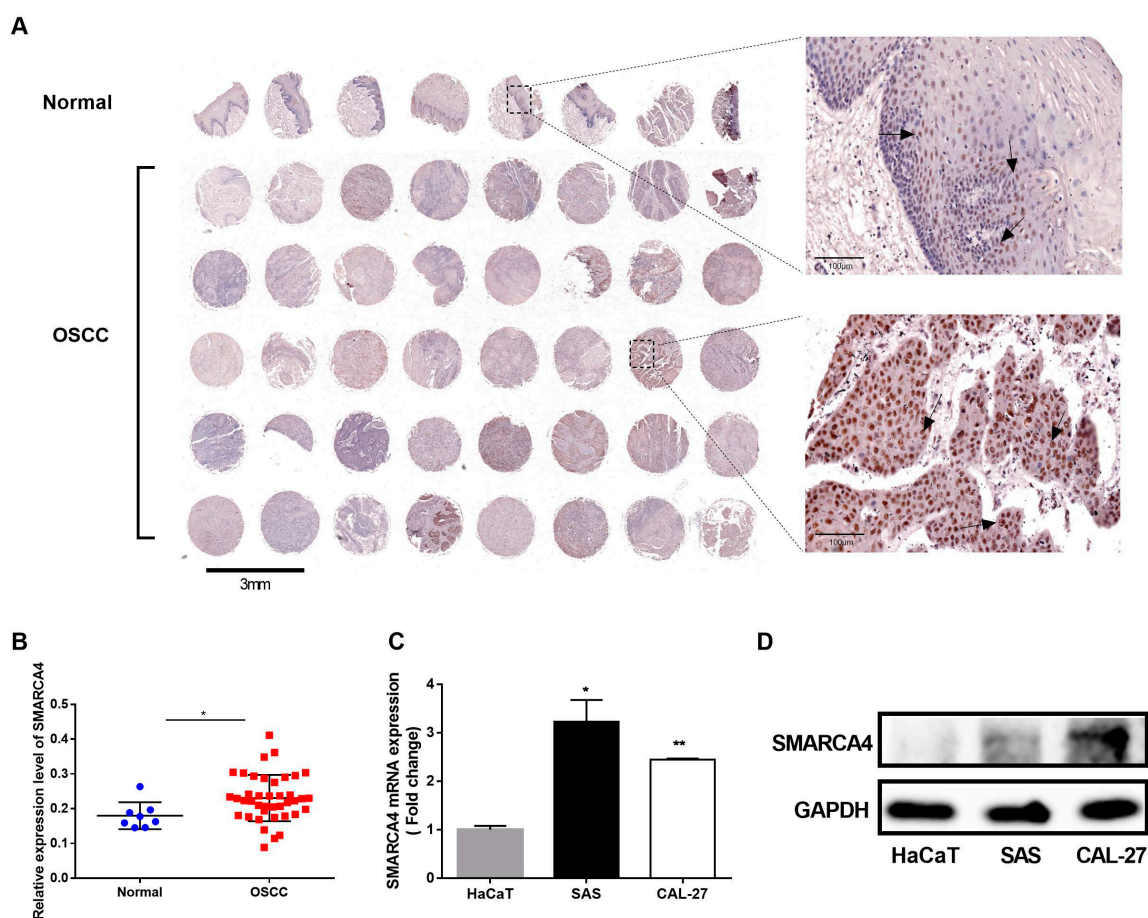 A
Normal
OSCC
3mm
100μm
100μm
B
Relative expression level of SMARCA4
0.5
0.4
0.3
0.2
0.1
0.0
*
Normal
OSCC
C
SMARCA4 mRNA expression
( Fold change)
4
3
2
1
0
*
**
HaCaT
SAS
CAL-27
D
SMARCA4
GAPDH
HaCaT
SAS
CAL-27